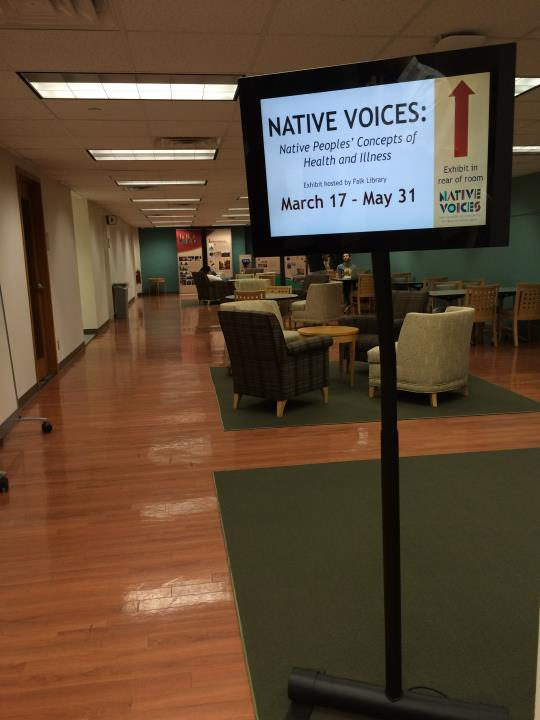 NATIVE VOICES:
Native Peoples' Concepts of
Health and Illness
Exhibit hosted by Falk Library
March 17 - May 31
Exhibit in
rear of room
NATIVE
VOICES